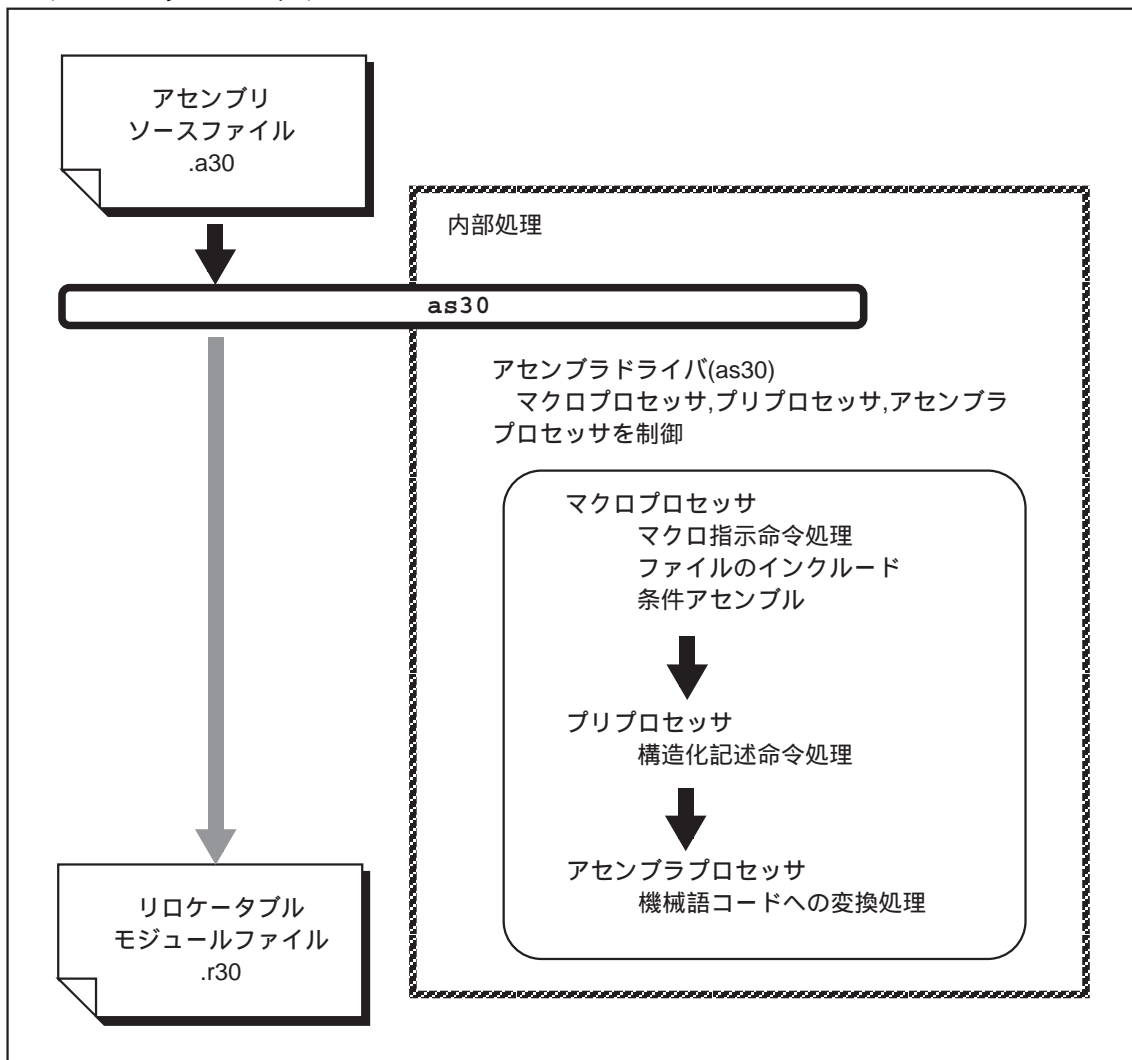 アセンブリ
ソースファイル
.a30
内部処理
as30
アセンブラドライバ(as30)
マクロプロセッサ,プリプロセッサ,アセンブラ
プロセッサを制御
マクロプロセッサ
マクロ指示命令処理
ファイルのインクルード
条件アセンブル
プリプロセッサ
構造化記述命令処理
アセンブラプロセッサ
機械語コードへの変換処理
リロケータブル
モジュールファイル
.r30